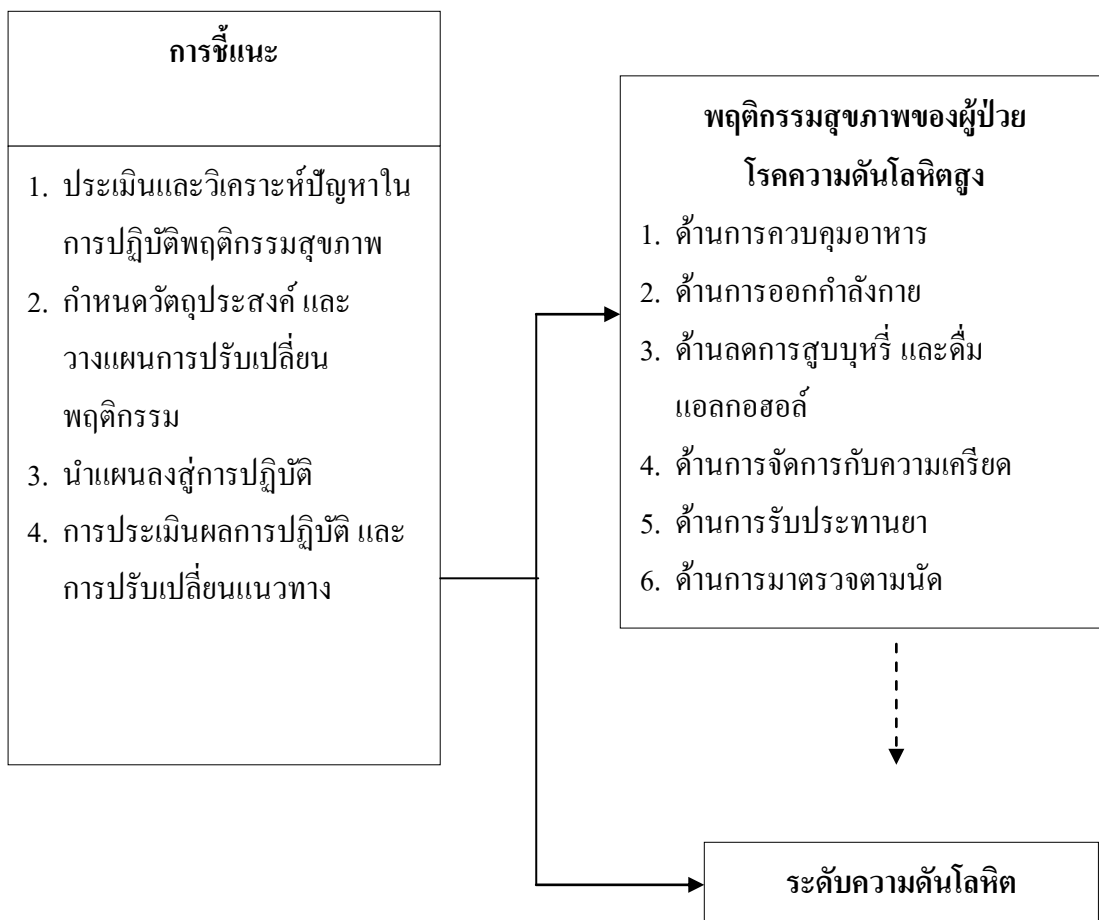 การชี้แนะ
1. ประเมินและวิเคราะห์ปัญหาใน
การปฏิบัติพฤติกรรมสุขภาพ
2. กำหนดวัตถุประสงค์ และ
วางแผนการปรับเปลี่ยน
พฤติกรรม
3. นำแผนลงสู่การปฏิบัติ
4. การประเมินผลการปฏิบัติ และ
การปรับเปลี่ยนแนวทาง
พฤติกรรมสุขภาพของผู้ป่วย
โรคความดันโลหิตสูง
1. ด้านการควบคุมอาหาร
2. ด้านการออกกำลังกาย
3. ด้านลดการสูบบุหรี่ และดื่ม
แอลกอฮอล์
4. ด้านการจัดการกับความเครียด
5. ด้านการรับประทานยา
6. ด้านการมาตรวจตามนัด
ระดับความดันโลหิต